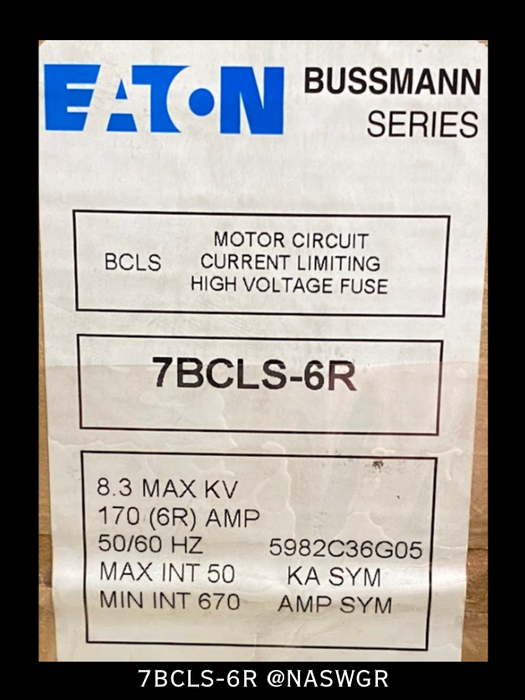 EATON BUSSMANN
SERIES
MOTOR CIRCUIT
BCLS CURRENT LIMITING
HIGH VOLTAGE FUSE
7BCLS-6R
8.3 MAX KV
170 (6R) AMP
50/60 HZ 5982C36G05
MAX INT 50 KA SYM
MIN INT 670 AMP SYM
7BCLS-6R @NASWGR